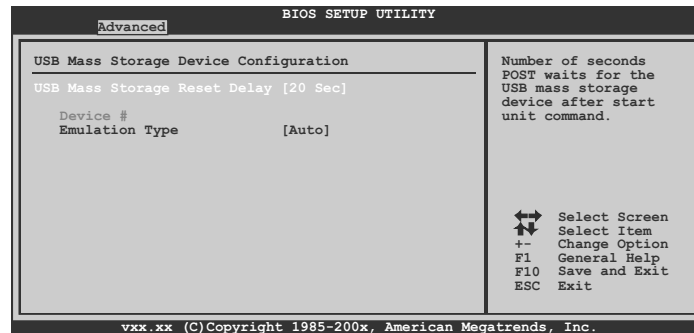 BIOS SETUP UTILITY
Advanced
USB Mass Storage Device Configuration
USB Mass Storage Reset Delay [20 Sec]
Device #
Emulation Type [Auto]
Number of seconds
POST waits for the
USB mass storage
device after start
unit command.
Select Screen
Select Item
+- Change Option
F1 General Help
F10 Save and Exit
ESC Exit
vxx.xx (C)Copyright 1985-200x, American Megatrends, Inc.